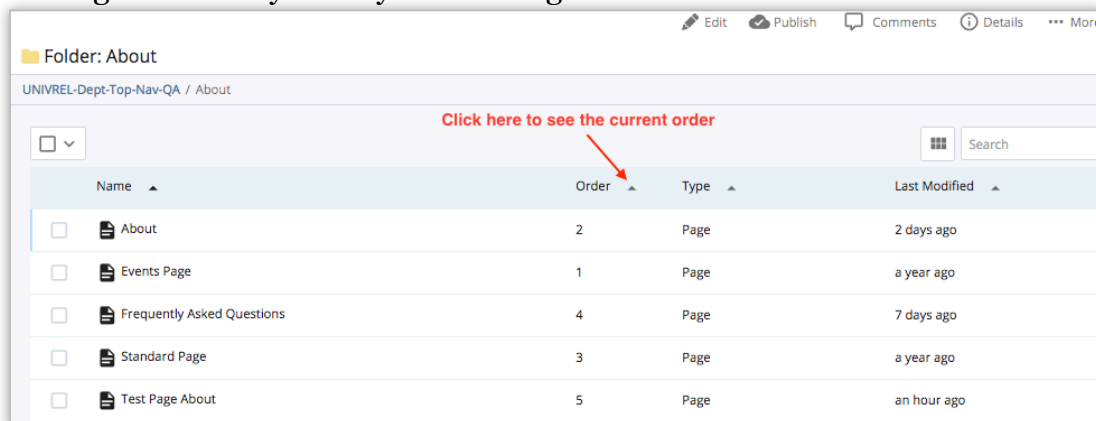 Edit Publish Comments Details More
Folder: About
UNIVREL-Dept-Top-Nav-QA / About
Click here to see the current order
Search
Name Order Type Last Modified
About 2 Page 2 days ago
Events Page 1 Page a year ago
Frequently Asked Questions 4 Page 7 days ago
Standard Page 3 Page a year ago
Test Page About 5 Page an hour ago